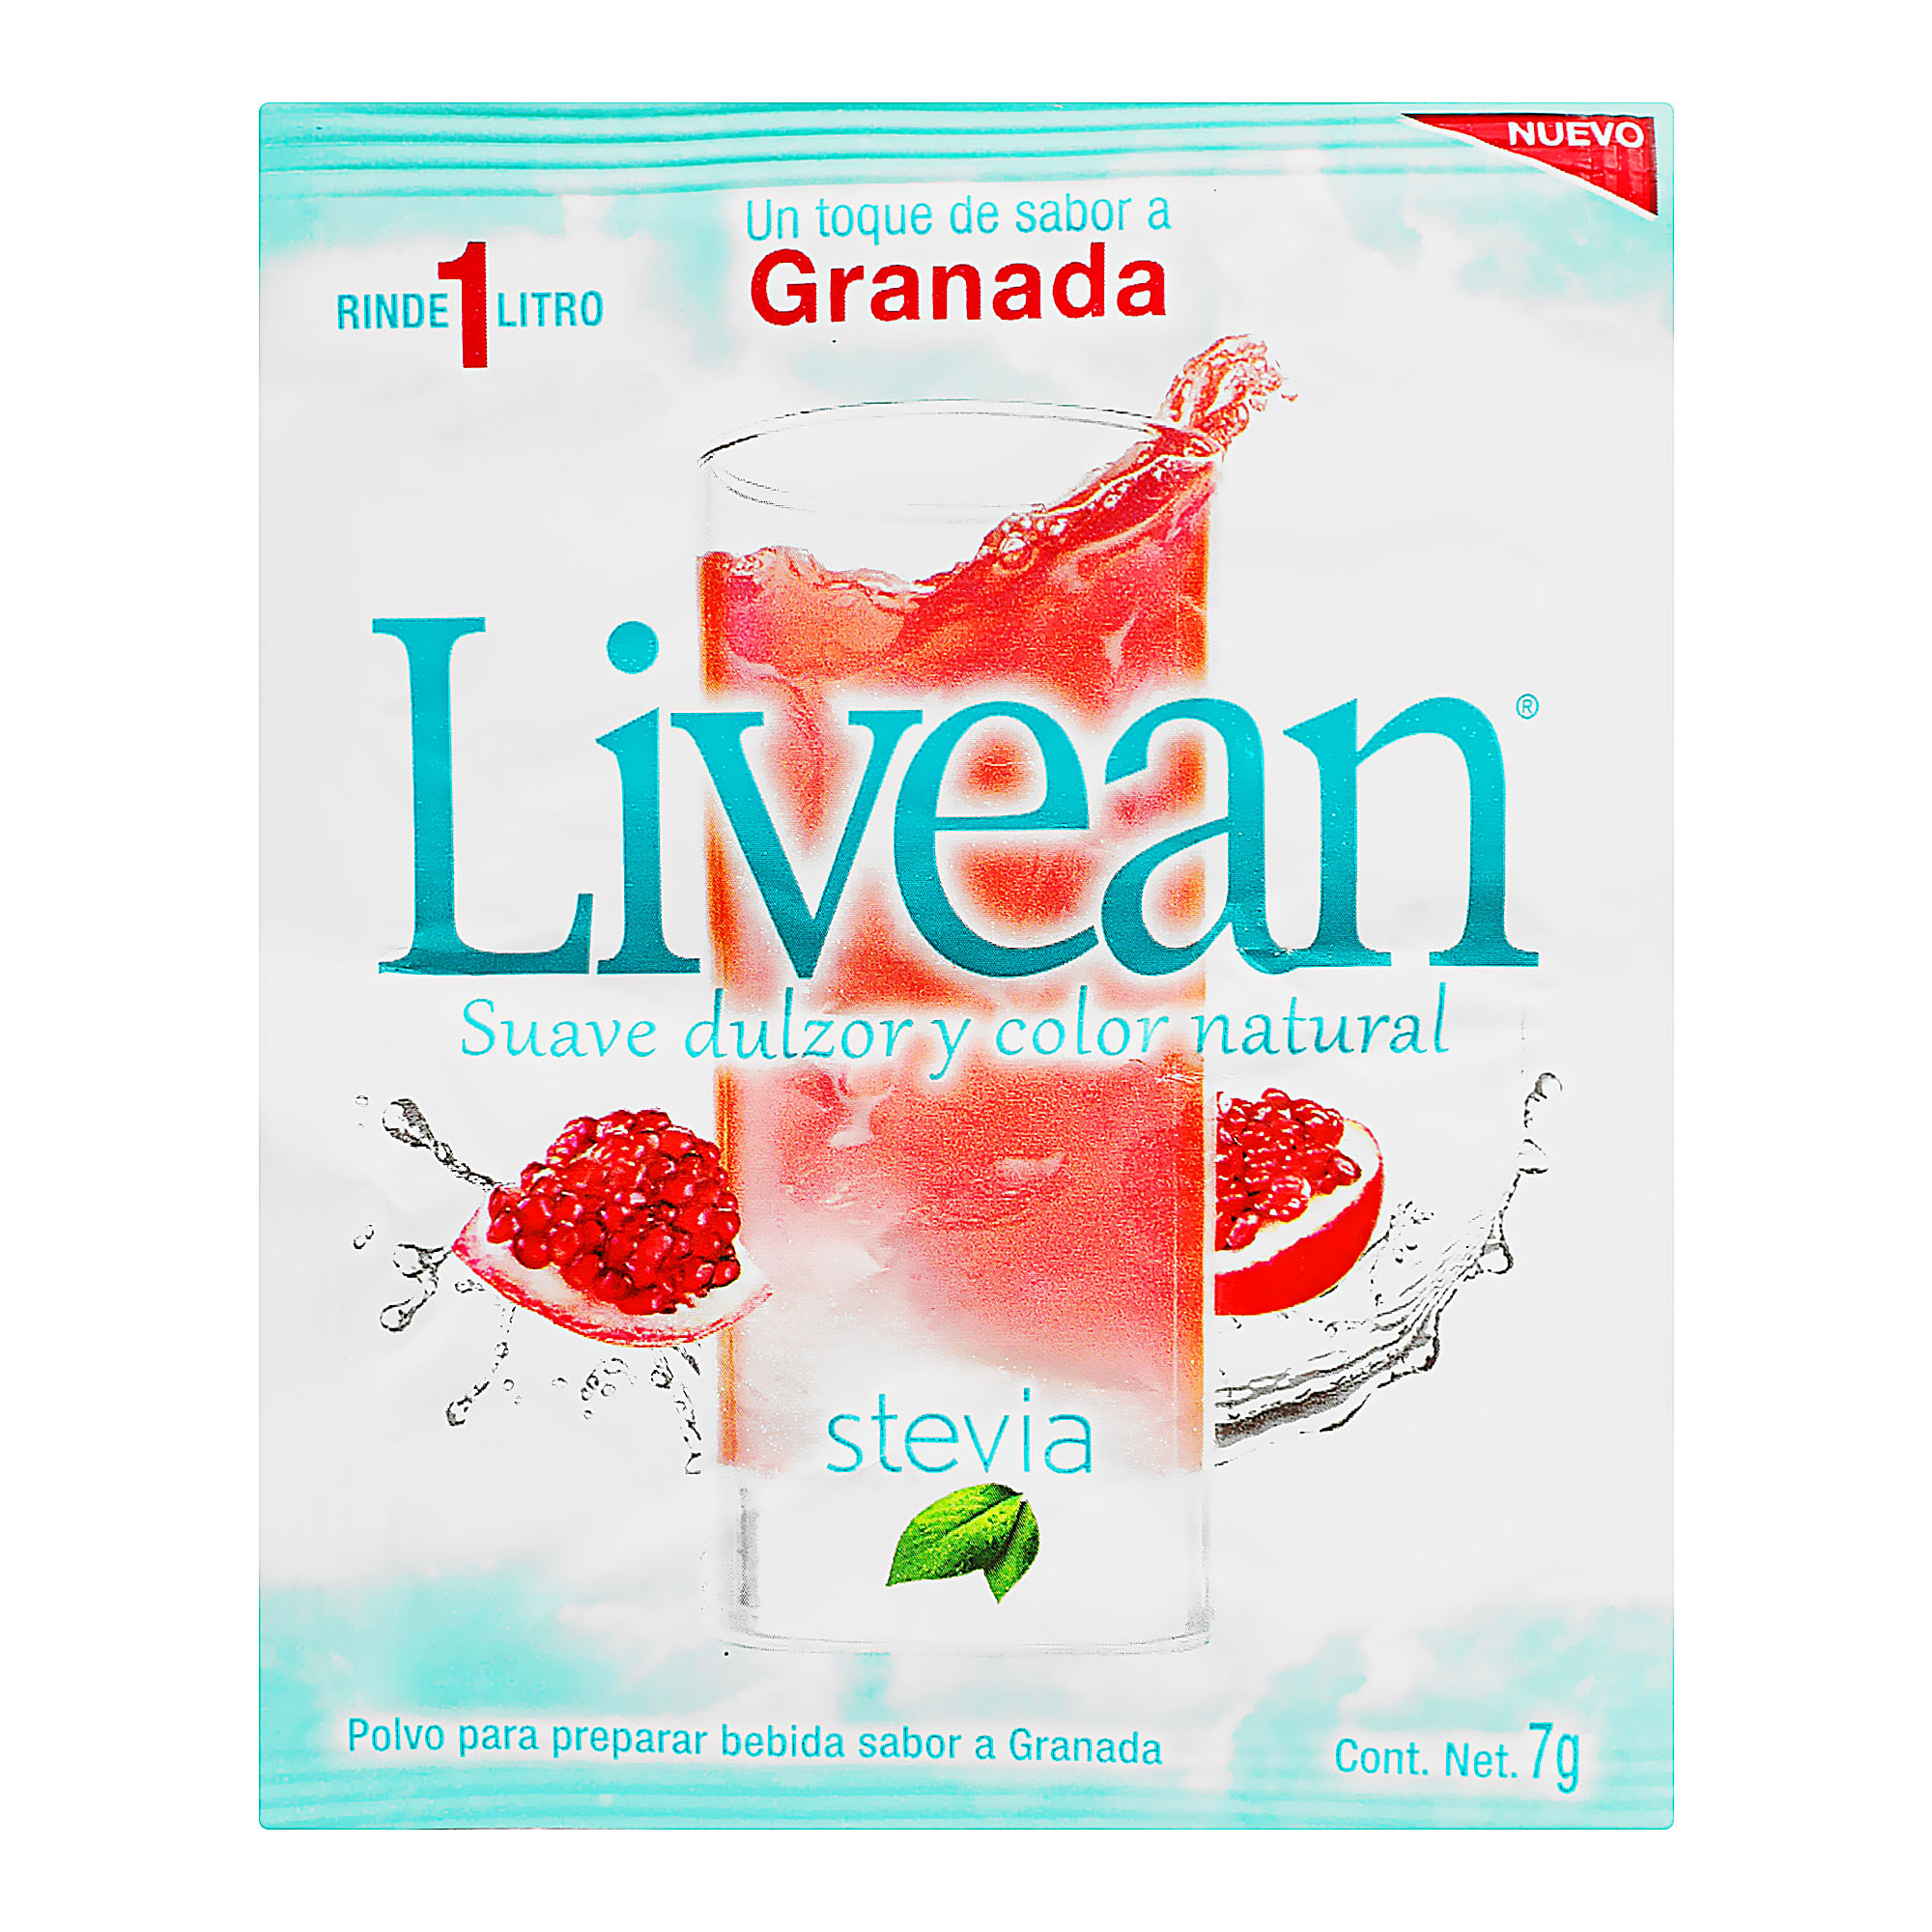 NUEVO
Un toque de sabor a
Granada
RINDE 1 LITRO
Livean®
Suave dulzor y color natural
stevia
Polvo para preparar bebida sabor a Granada
Cont. Net. 7g